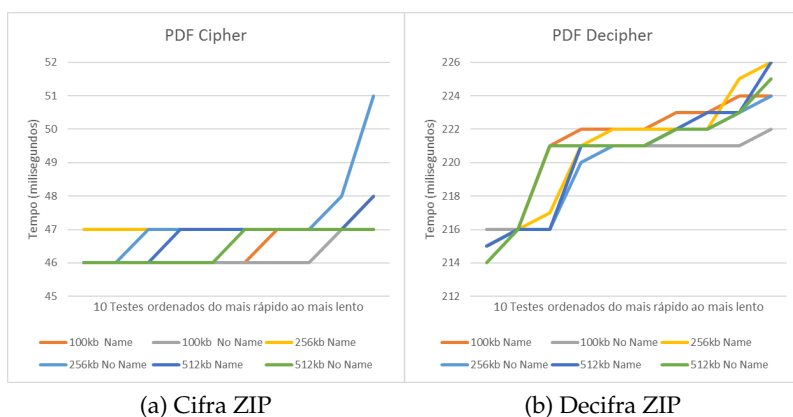 PDF Cipher
52
51
50
49
48
47
46
45
Tempo (milisegundos)
10 Testes ordenados do mais rápido ao mais lento
100kb Name
100kb No Name
256kb Name
256kb No Name
512kb Name
512kb No Name
(a) Cifra ZIP
PDF Decipher
226
224
222
220
218
216
214
212
Tempo (milisegundos)
10 Testes ordenados do mais rápido ao mais lento
100kb Name
100kb No Name
256kb Name
256kb No Name
512kb Name
512kb No Name
(b) Decifra ZIP